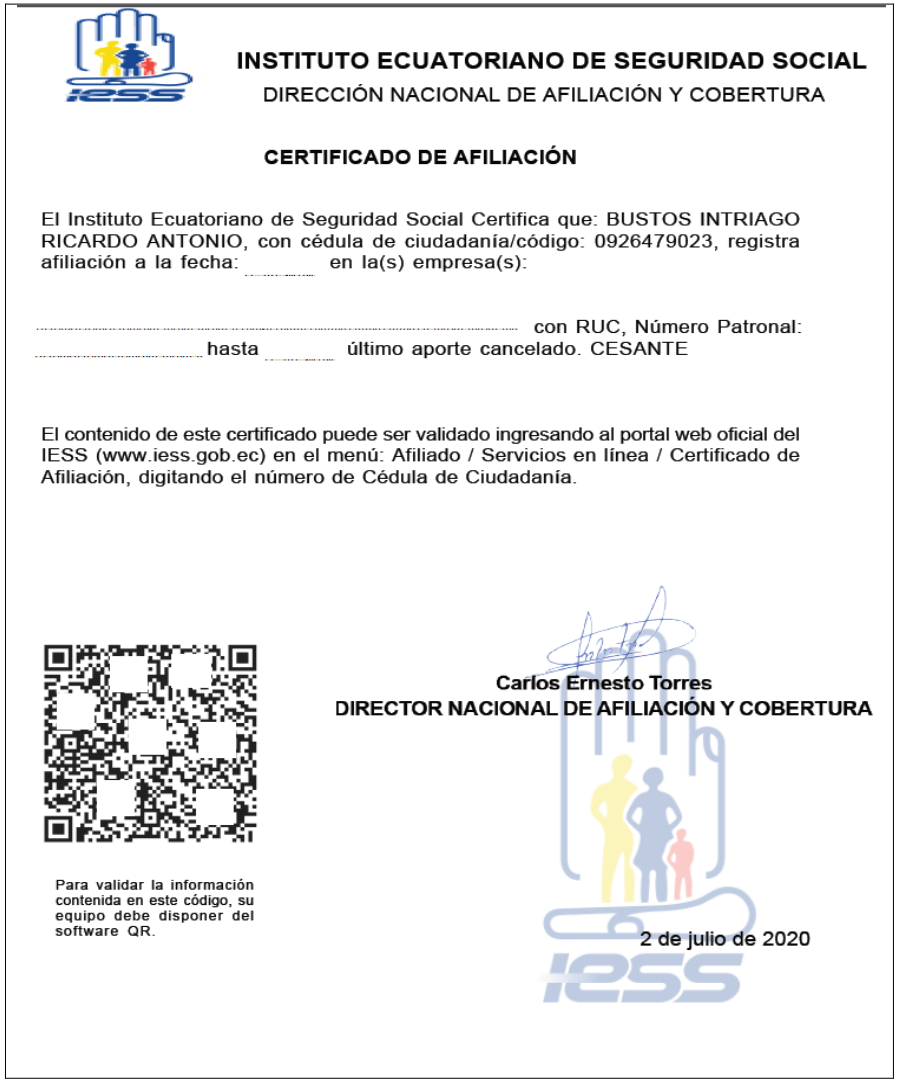 iess
INSTITUTO ECUATORIANO DE SEGURIDAD SOCIAL
DIRECCIÓN NACIONAL DE AFILIACIÓN Y COBERTURA
CERTIFICADO DE AFILIACIÓN
El Instituto Ecuatoriano de Seguridad Social Certifica que: BUSTOS INTRIAGO
RICARDO ANTONIO, con cédula de ciudadanía/código: 0926479023, registra
afiliación a la fecha: en la(s) empresa(s):
con RUC, Número Patronal:
hasta último aporte cancelado. CESANTE
El contenido de este certificado puede ser validado ingresando al portal web oficial del
IESS (www.iess.gob.ec) en el menú: Afiliado / Servicios en línea / Certificado de
Afiliación, digitando el número de Cédula de Ciudadanía.
Carlos Ernesto Torres
DIRECTOR NACIONAL DE AFILIACIÓN Y COBERTURA
Para validar la información
contenida en este código, su
equipo debe disponer del
software QR.
2 de julio de 2020
iess